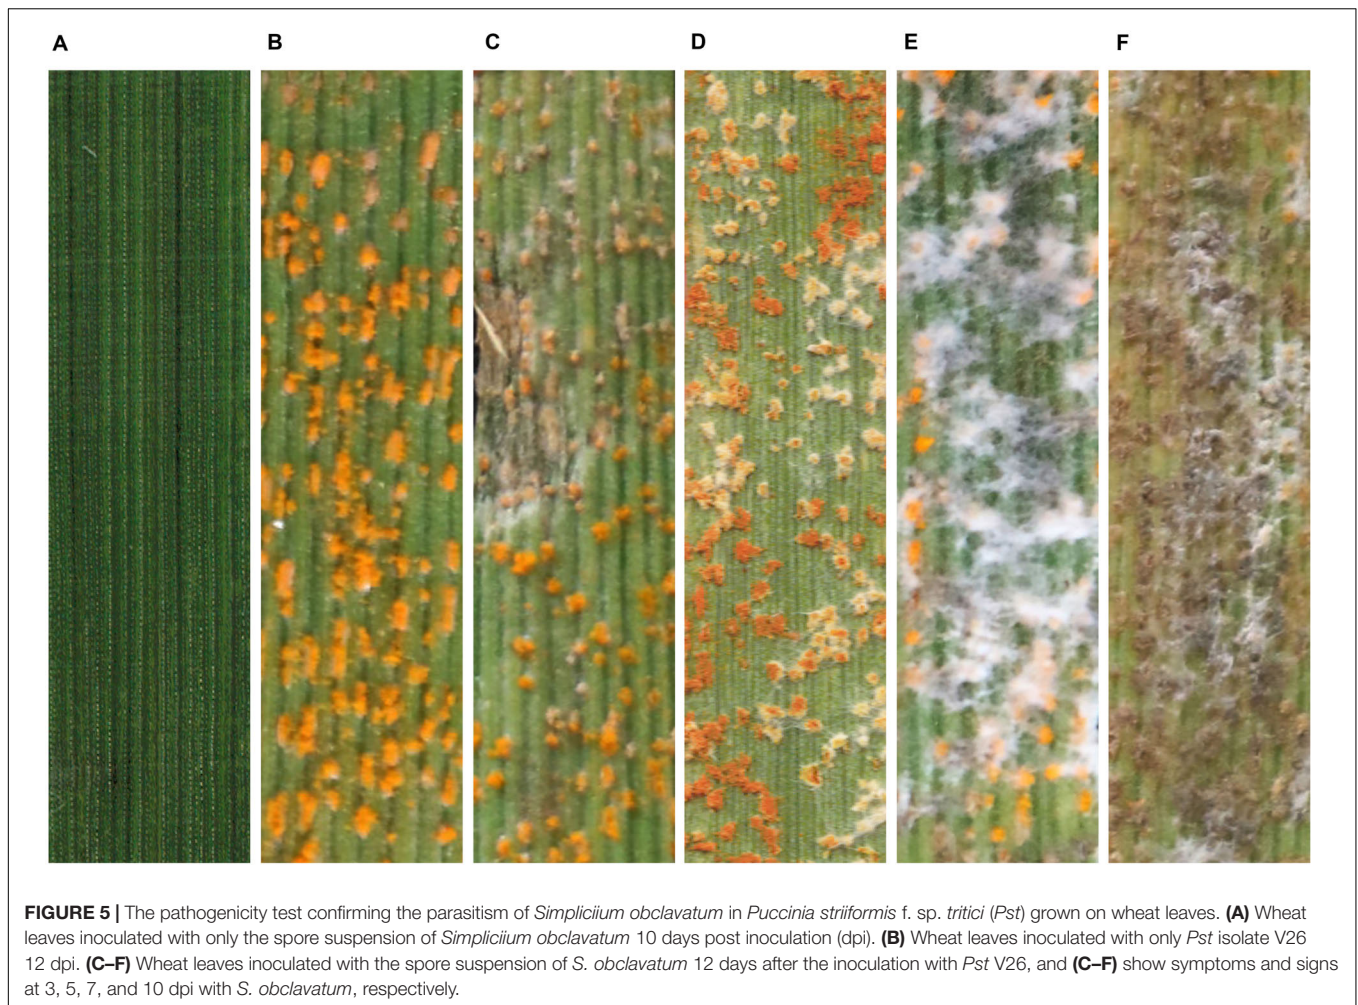 A B C D E F
FIGURE 5 | The pathogenicity test confirming the parasitism of Simpliciium obclavatum in Puccinia striiformis f. sp. tritici (Pst) grown on wheat leaves. (A) Wheat
leaves inoculated with only the spore suspension of Simpliciium obclavatum 10 days post inoculation (dpi). (B) Wheat leaves inoculated with only Pst isolate V26
12 dpi. (C–F) Wheat leaves inoculated with the spore suspension of S. obclavatum 12 days after the inoculation with Pst V26, and (C–F) show symptoms and signs
at 3, 5, 7, and 10 dpi with S. obclavatum, respectively.